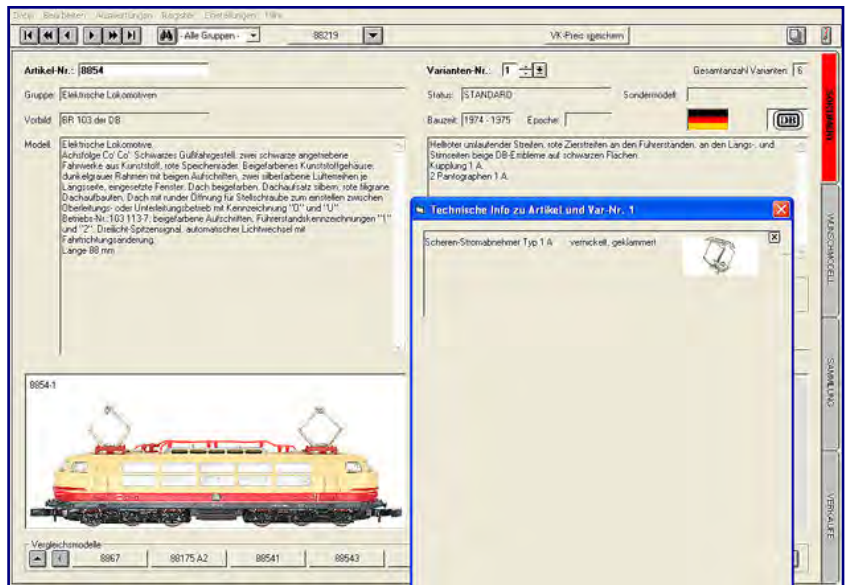 Datei Bearbeiten Auswertungen Register Einstellungen Hilfe
- Alle Gruppen -
88219
VK-Preis speichern
Artikel-Nr.: 8854
Varianten-Nr.: 1
Gesamtanzahl Varianten: 6
Gruppe: Elektrische Lokomotiven
Status: STANDARD
Sondermodell:
Vorbild: BR 103 der DB
Bauzeit: 1974 - 1975 Epoche:
DB
Modell: Elektrische Lokomotive.
Achsfolge Co' Co'. Schwarzes Gußfahrgestell, zwei schwarze angetriebene
Fahrwerke aus Kunststoff, rote Speichenräder. Beigefarbenes Kunststoffgehäuse,
dunkelgrauer Rahmen mit beigen Aufschriften, zwei silberfarbene Lüfterreihen je
Längsseite, eingesetzte Fenster. Dach beigefarben. Dachaufsatz silbern, rote filigrane
Dachaufbauten. Dach mit runder Öffnung für Stellschraube zum einstellen zwischen
Oberleitungs- oder Unterleitungsbetrieb mit Kennzeichnung "O" und "U".
Betriebs-Nr.:103 113-7, beigefarbene Aufschriften, Führerstandskennzeichnungen "1"
und "2". Dreilicht-Spitzensignal, automatischer Lichtwechsel mit
Fahrtrichtungsänderung.
Länge 88 mm
Hellroter umlaufender Streifen, rote Zierstreifen an den Führerständen, an den Längs-, und
Stirnseiten beige DB-Embleme auf schwarzen Flächen.
Kupplung 1 A.
2 Pantographen 1 A.
Technische Info zu Artikel und Var-Nr. 1
Scheren-Stromabnehmer Typ 1 A vernickelt, geklammert
SORTIMENT
WUNSCHMODELL
SAMMLUNG
VERKÄUFE
8854-1
Vergleichsmodelle
8867
88175 A2
88541
88543